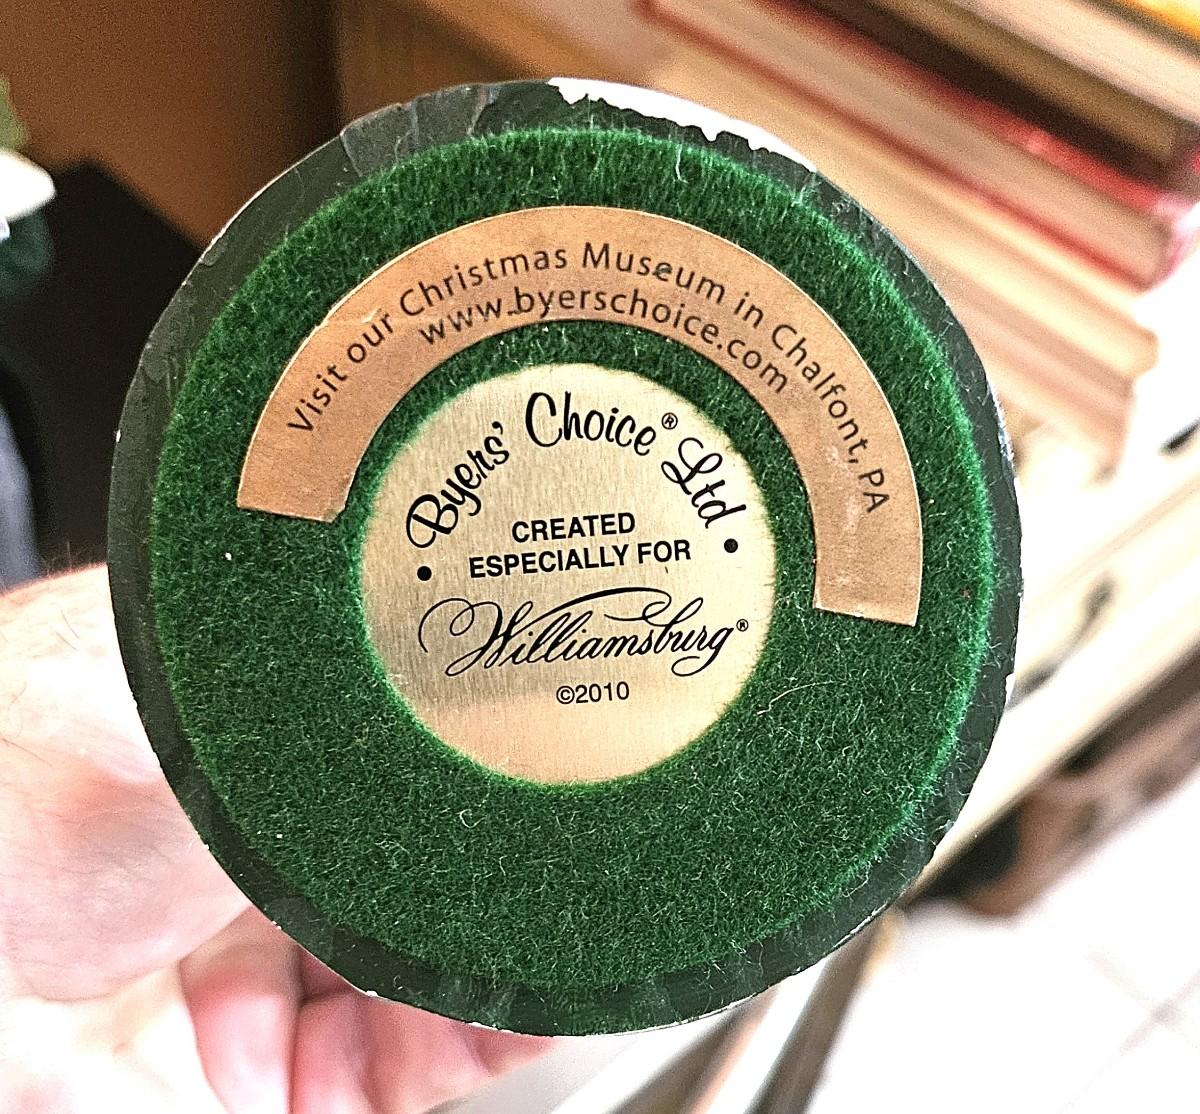 Visit our Christmas Museum in Chalfont, PA
www.byerschoice.com
Byers' Choice® Ltd
CREATED
• ESPECIALLY FOR •
Williamsburg®
©2010